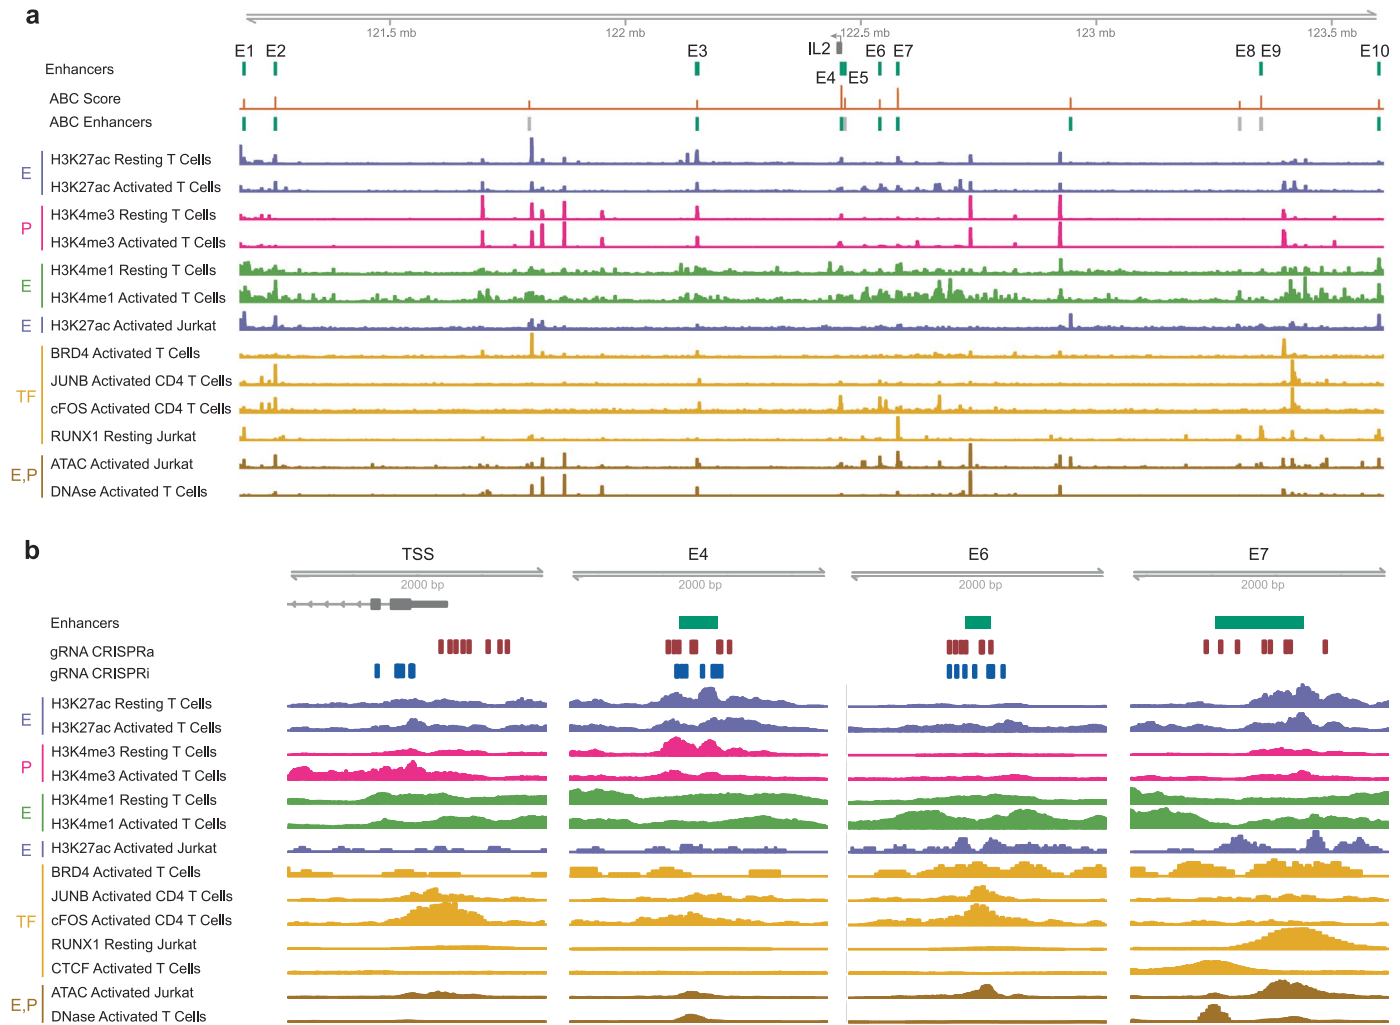 a
121.5 mb 122 mb 122.5 mb 123 mb 123.5 mb
E1 E2 E3 IL2 E6 E7 E8 E9 E10
Enhancers
E4 E5
ABC Score
ABC Enhancers
E
H3K27ac Resting T Cells
H3K27ac Activated T Cells
P
H3K4me3 Resting T Cells
H3K4me3 Activated T Cells
E
H3K4me1 Resting T Cells
H3K4me1 Activated T Cells
E H3K27ac Activated Jurkat
TF
BRD4 Activated T Cells
JUNB Activated CD4 T Cells
cFOS Activated CD4 T Cells
RUNX1 Resting Jurkat
E,P
ATAC Activated Jurkat
DNAse Activated T Cells
b
TSS E4 E6 E7
2000 bp 2000 bp 2000 bp 2000 bp
Enhancers
gRNA CRISPRa
gRNA CRISPRi
E
H3K27ac Resting T Cells
H3K27ac Activated T Cells
P
H3K4me3 Resting T Cells
H3K4me3 Activated T Cells
E
H3K4me1 Resting T Cells
H3K4me1 Activated T Cells
E H3K27ac Activated Jurkat
TF
BRD4 Activated T Cells
JUNB Activated CD4 T Cells
cFOS Activated CD4 T Cells
RUNX1 Resting Jurkat
CTCF Activated T Cells
E,P
ATAC Activated Jurkat
DNase Activated T Cells